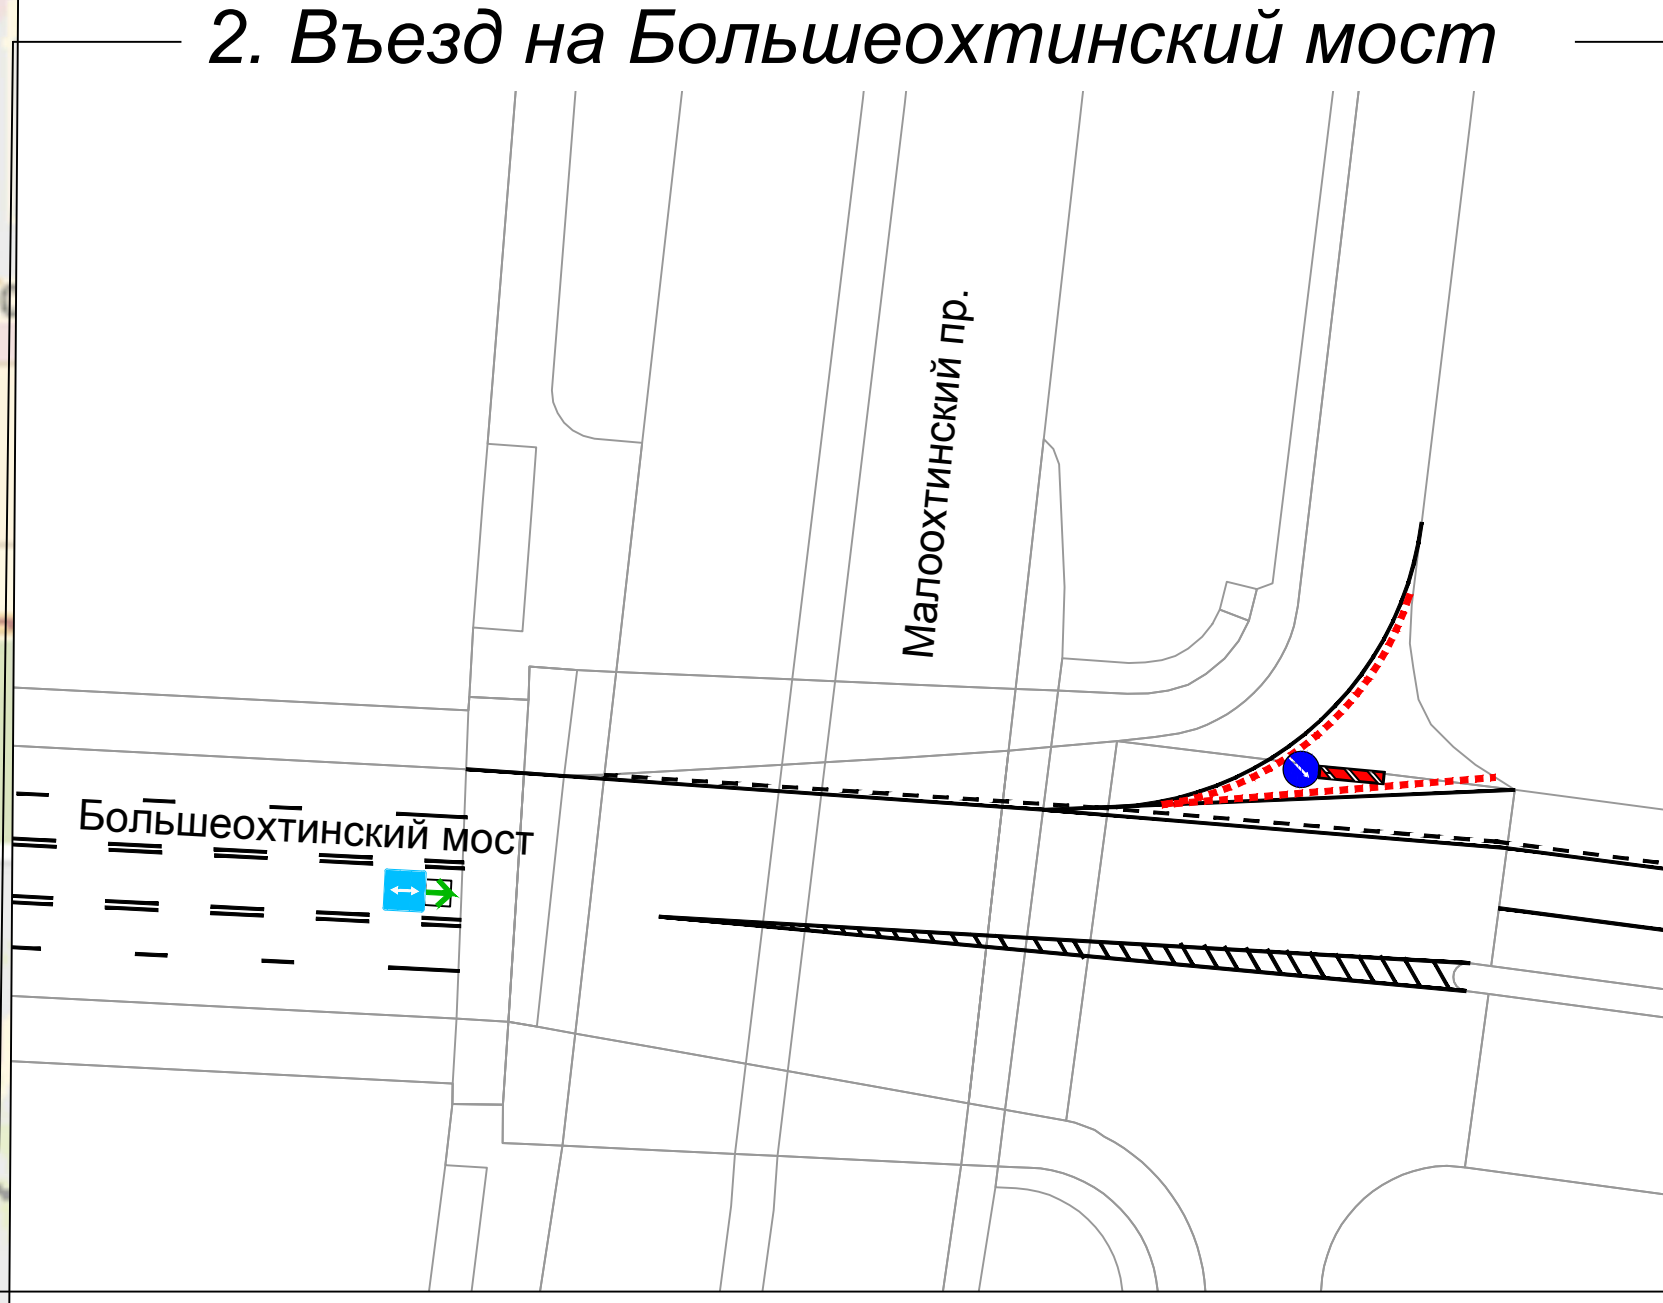 2. Въезд на Большеохтинский мост
Малоохтинский пр.
Большеохтинский мост